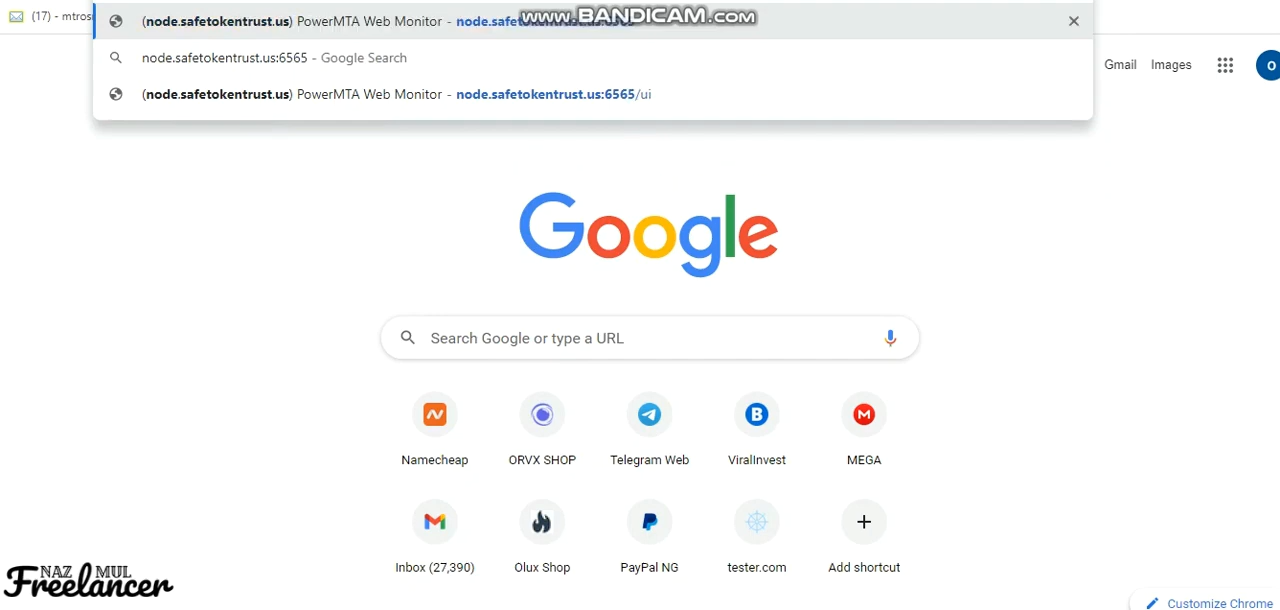 (17) - mtros
(node.safetokentrust.us) PowerMTA Web Monitor - node.safetokentrust.us:6565
www.BANDICAM.com
node.safetokentrust.us:6565 - Google Search
(node.safetokentrust.us) PowerMTA Web Monitor - node.safetokentrust.us:6565/ui
Gmail Images O
Google
Search Google or type a URL
Namecheap ORVX SHOP Telegram Web ViralInvest MEGA
Inbox (27,390) Olux Shop PayPal NG tester.com Add shortcut
NAZMUL
Freelancer
Customize Chrome